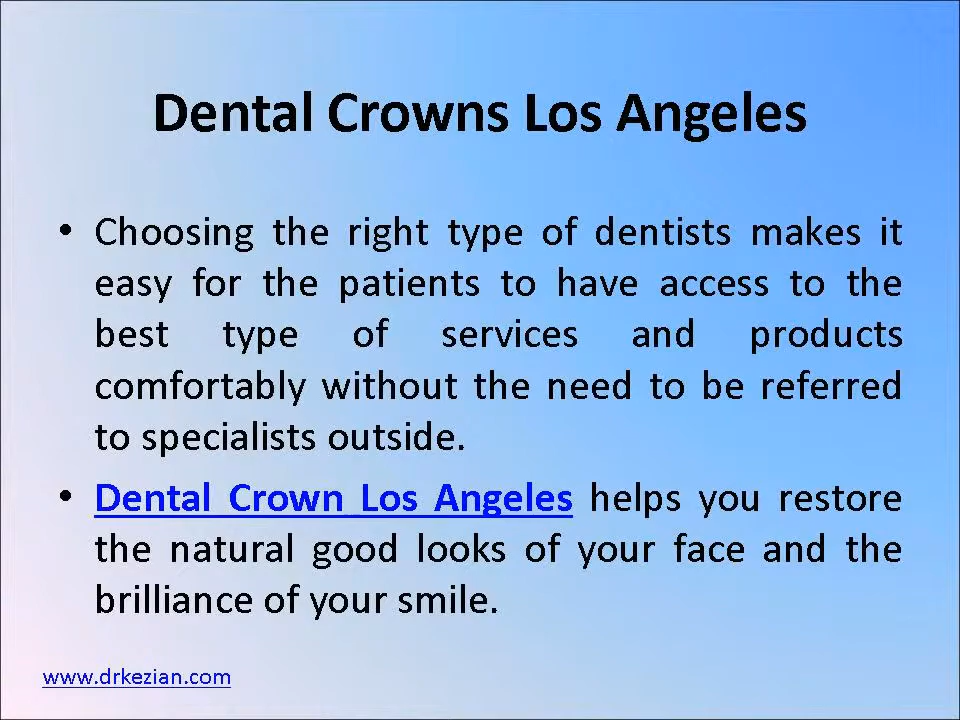 Dental Crowns Los Angeles
• Choosing the right type of dentists makes it
easy for the patients to have access to the
best type of services and products
comfortably without the need to be referred
to specialists outside.
• Dental Crown Los Angeles helps you restore
the natural good looks of your face and the
brilliance of your smile.
www.drkezian.com